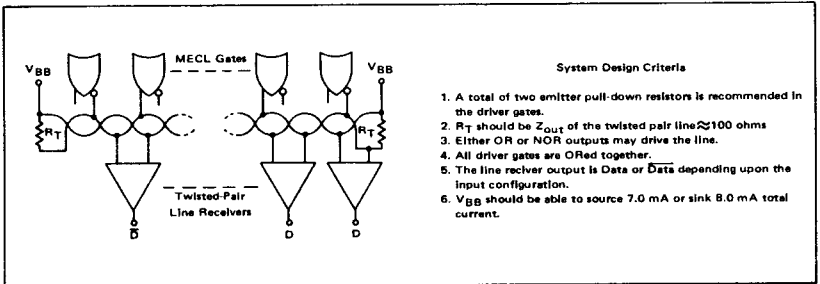 MECL Gates
VBB
VBB
RT
RT
Twisted-Pair
Line Receivers
D̅
D
D
System Design Criteria
1. A total of two emitter pull-down resistors is recommended in
the driver gates.
2. RT should be Zout of the twisted pair line≈100 ohms
3. Either OR or NOR outputs may drive the line.
4. All driver gates are ORed together.
5. The line reciver output is Data or D̅a̅t̅a̅ depending upon the
input configuration.
6. VBB should be able to source 7.0 mA or sink 8.0 mA total
current.